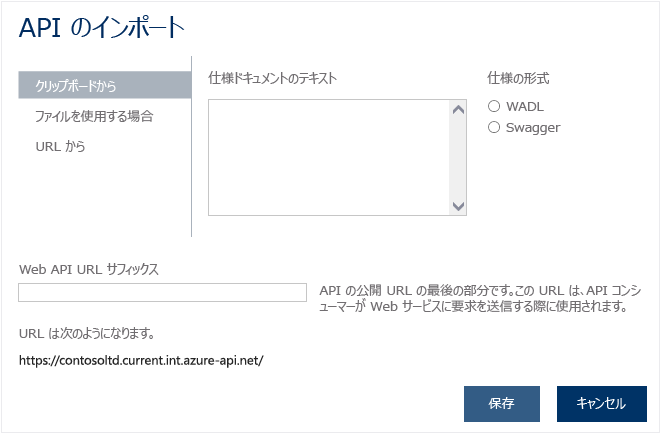 API のインポート
クリップボードから
ファイルを使用する場合
URL から
仕様ドキュメントのテキスト
仕様の形式
WADL
Swagger
Web API URL サフィックス
API の公開 URL の最後の部分です。この URL は、API コンシ
ューマーが Web サービスに要求を送信する際に使用されます。
URL は次のようになります。
https://contosoltd.current.int.azure-api.net/
保存
キャンセル